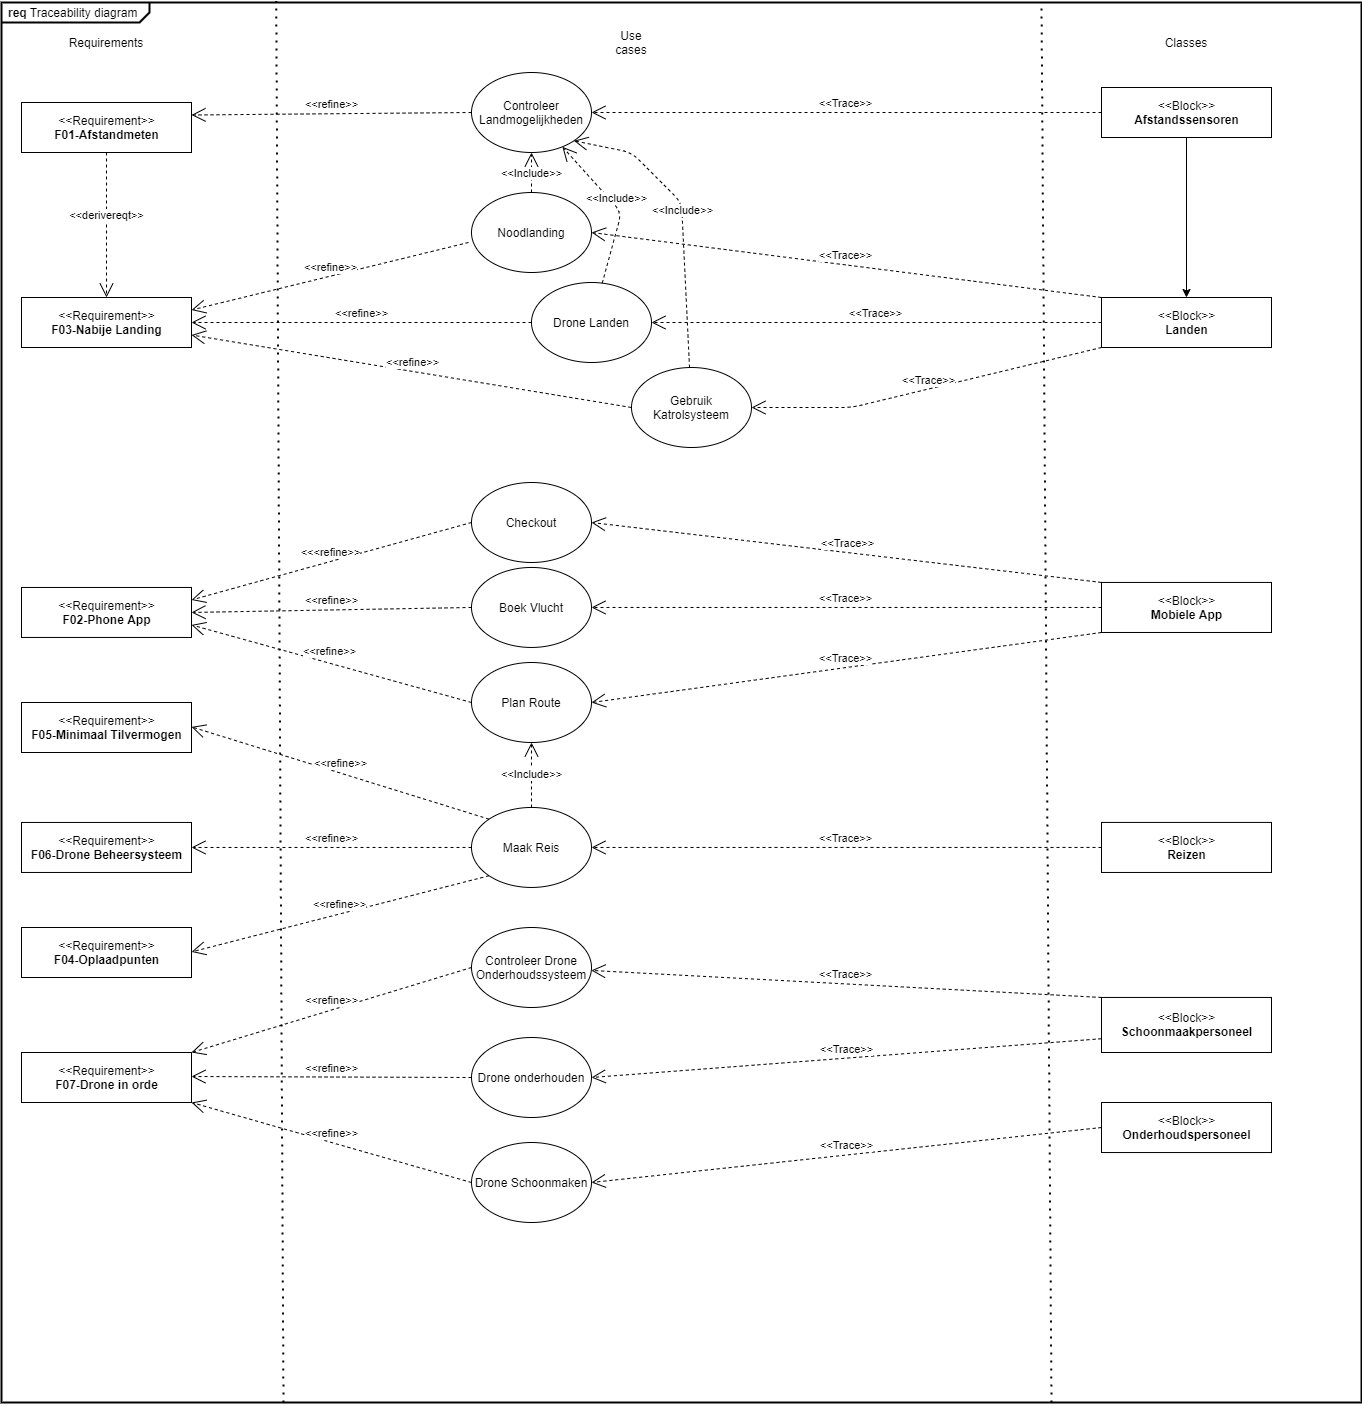 req Traceability diagram
Requirements
Use
cases
Classes
<<Requirement>>
F01-Afstandmeten
<<refine>>
Controleer
Landmogelijkheden
<<Trace>>
<<Block>>
Afstandssensoren
<<Include>>
<<Include>>
<<Include>>
<<derivereqt>>
Noodlanding
<<Trace>>
<<refine>>
<<Requirement>>
F03-Nabije Landing
<<refine>>
Drone Landen
<<Trace>>
<<Block>>
Landen
<<refine>>
<<Trace>>
Gebruik
Katrolsysteem
Checkout
<<Trace>>
<<<refine>>
<<Requirement>>
F02-Phone App
<<refine>>
Boek Vlucht
<<Trace>>
<<Block>>
Mobiele App
<<refine>>
<<Trace>>
Plan Route
<<Requirement>>
F05-Minimaal Tilvermogen
<<refine>>
<<Include>>
<<Requirement>>
F06-Drone Beheersysteem
<<refine>>
Maak Reis
<<Trace>>
<<Block>>
Reizen
<<refine>>
<<Requirement>>
F04-Oplaadpunten
Controleer Drone
Onderhoudssysteem
<<Trace>>
<<refine>>
<<Block>>
Schoonmaakpersoneel
<<Requirement>>
F07-Drone in orde
<<refine>>
Drone onderhouden
<<Trace>>
<<Block>>
Onderhoudspersoneel
<<refine>>
<<Trace>>
Drone Schoonmaken